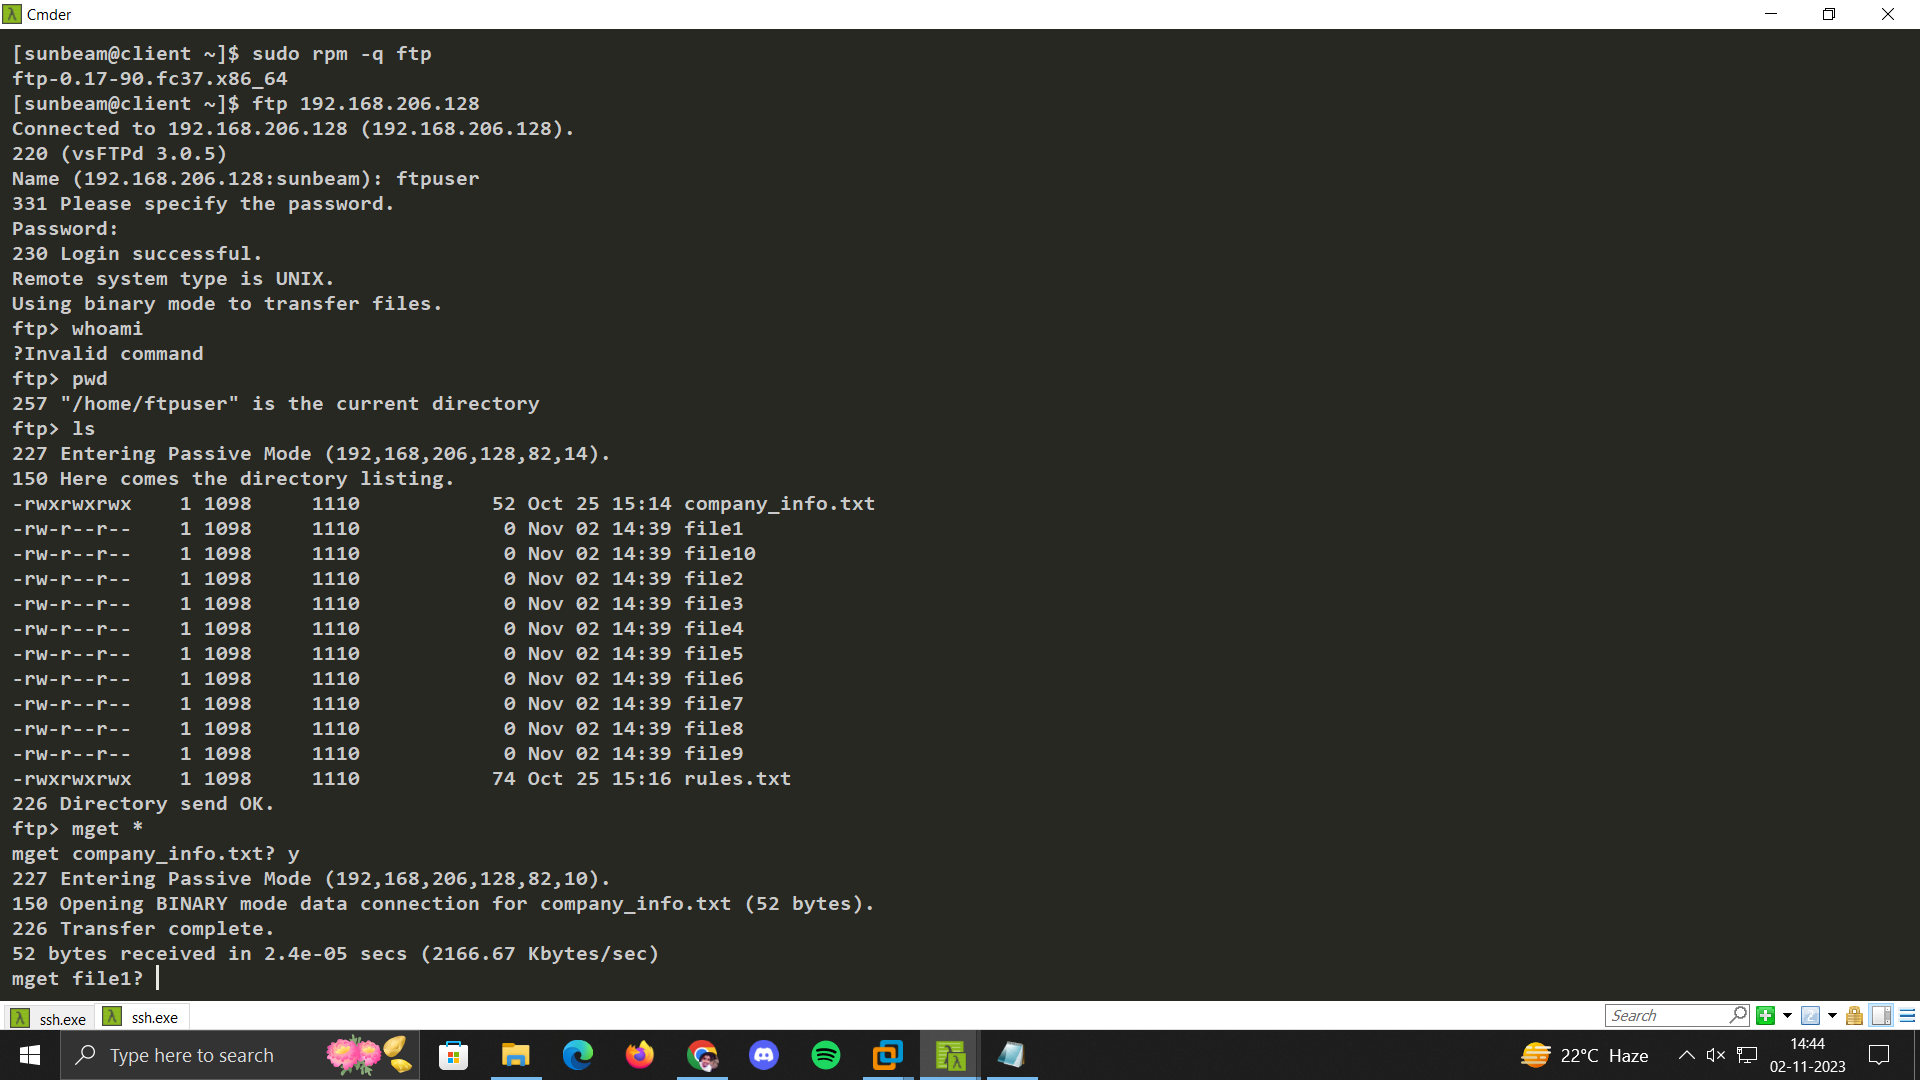 Cmder
[sunbeam@client ~]$ sudo rpm -q ftp
ftp-0.17-90.fc37.x86_64
[sunbeam@client ~]$ ftp 192.168.206.128
Connected to 192.168.206.128 (192.168.206.128).
220 (vsFTPd 3.0.5)
Name (192.168.206.128:sunbeam): ftpuser
331 Please specify the password.
Password:
230 Login successful.
Remote system type is UNIX.
Using binary mode to transfer files.
ftp> whoami
?Invalid command
ftp> pwd
257 "/home/ftpuser" is the current directory
ftp> ls
227 Entering Passive Mode (192,168,206,128,82,14).
150 Here comes the directory listing.
-rwxrwxrwx    1 1098     1110           52 Oct 25 15:14 company_info.txt
-rw-r--r--    1 1098     1110            0 Nov 02 14:39 file1
-rw-r--r--    1 1098     1110            0 Nov 02 14:39 file10
-rw-r--r--    1 1098     1110            0 Nov 02 14:39 file2
-rw-r--r--    1 1098     1110            0 Nov 02 14:39 file3
-rw-r--r--    1 1098     1110            0 Nov 02 14:39 file4
-rw-r--r--    1 1098     1110            0 Nov 02 14:39 file5
-rw-r--r--    1 1098     1110            0 Nov 02 14:39 file6
-rw-r--r--    1 1098     1110            0 Nov 02 14:39 file7
-rw-r--r--    1 1098     1110            0 Nov 02 14:39 file8
-rw-r--r--    1 1098     1110            0 Nov 02 14:39 file9
-rwxrwxrwx    1 1098     1110           74 Oct 25 15:16 rules.txt
226 Directory send OK.
ftp> mget *
mget company_info.txt? y
227 Entering Passive Mode (192,168,206,128,82,10).
150 Opening BINARY mode data connection for company_info.txt (52 bytes).
226 Transfer complete.
52 bytes received in 2.4e-05 secs (2166.67 Kbytes/sec)
mget file1?
ssh.exe
ssh.exe
Search
Type here to search
22°C Haze
14:44
02-11-2023